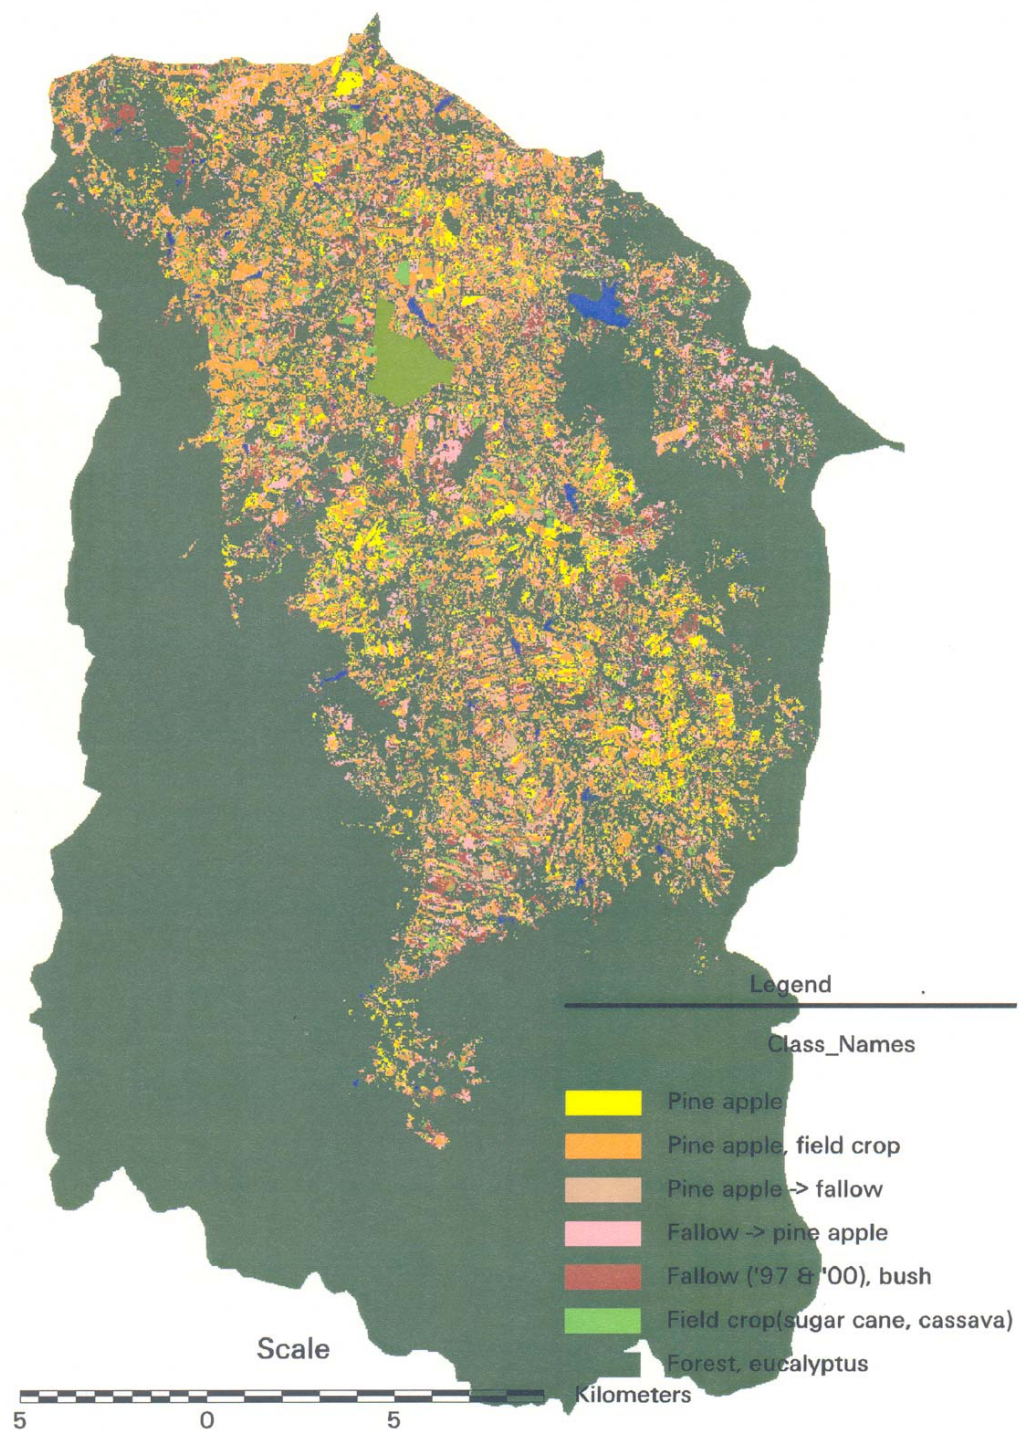 Legend
Class_Names
Pine apple
Pine apple, field crop
Pine apple -> fallow
Fallow -> pine apple
Fallow ('97 & '00), bush
Field crop(sugar cane, cassava)
Forest, eucalyptus
Scale
Kilometers
5 0 5